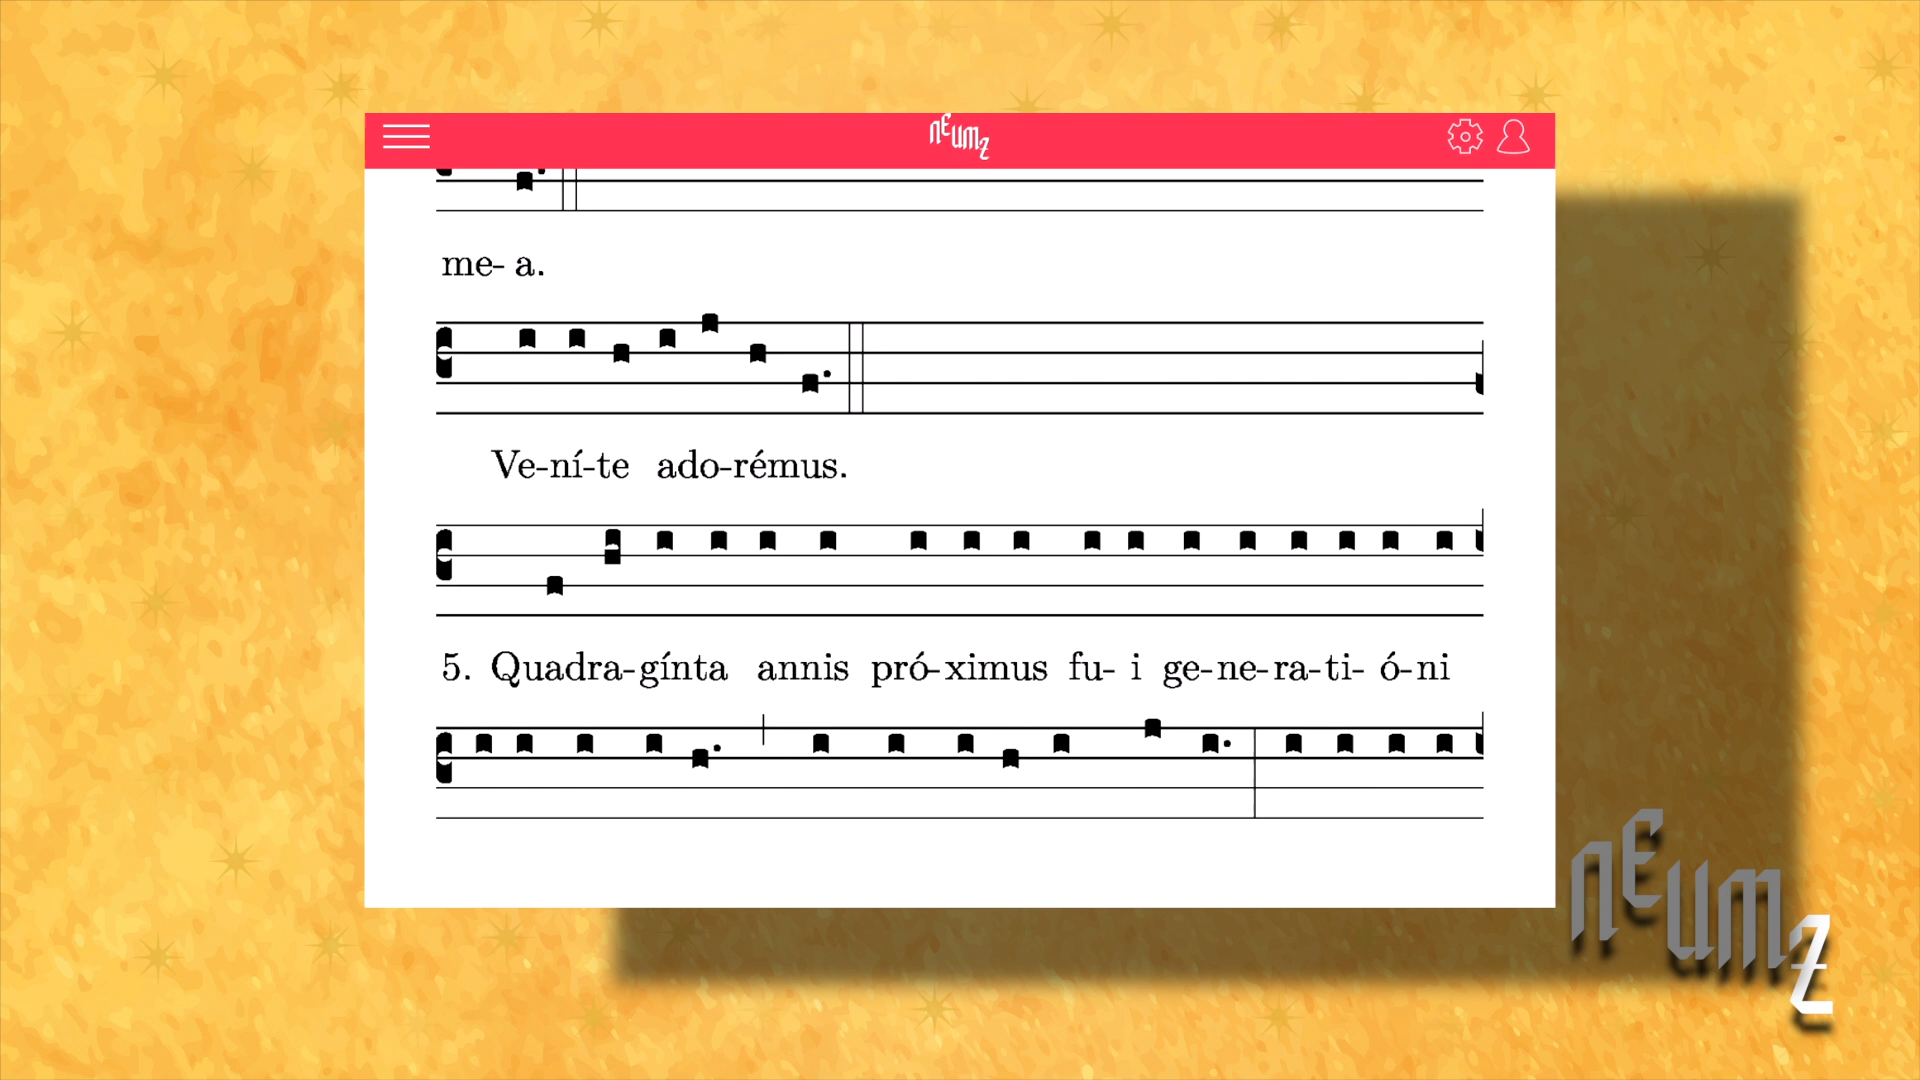 neumz
me- a.
Ve-ní-te ado-rémus.
5. Quadra-gínta annis pró-ximus fu- i ge-ne-ra-ti- ó-ni
neumz